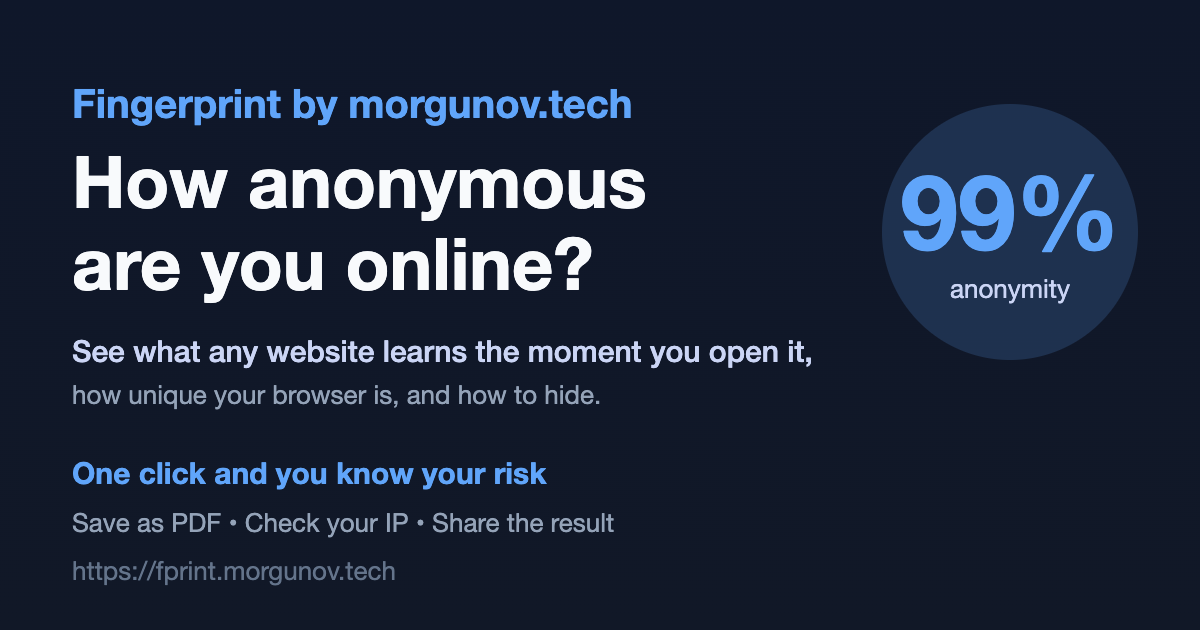 Fingerprint by morgunov.tech
How anonymous
are you online?
99%
anonymity
See what any website learns the moment you open it,
how unique your browser is, and how to hide.
One click and you know your risk
Save as PDF • Check your IP • Share the result
https://fprint.morgunov.tech